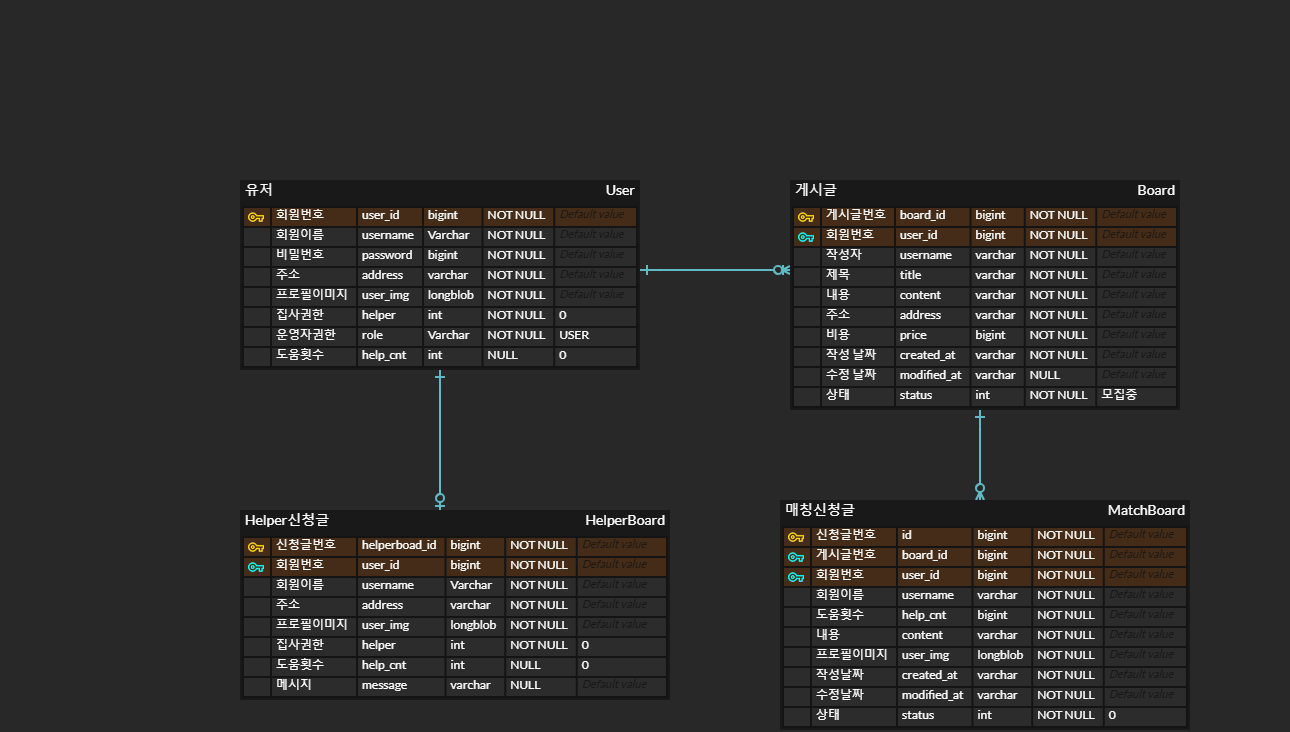 유저 User
회원번호 user_id bigint NOT NULL Default value
회원이름 username Varchar NOT NULL Default value
비밀번호 password bigint NOT NULL Default value
주소 address varchar NOT NULL Default value
프로필이미지 user_img longblob NOT NULL Default value
집사권한 helper int NOT NULL 0
운영자권한 role Varchar NOT NULL USER
도움횟수 help_cnt int NULL 0
게시글 Board
게시글번호 board_id bigint NOT NULL Default value
회원번호 user_id bigint NOT NULL Default value
작성자 username varchar NOT NULL Default value
제목 title varchar NOT NULL Default value
내용 content varchar NOT NULL Default value
주소 address varchar NOT NULL Default value
비용 price bigint NOT NULL Default value
작성 날짜 created_at varchar NOT NULL Default value
수정 날짜 modified_at varchar NULL Default value
상태 status int NOT NULL 모집중
Helper신청글 HelperBoard
신청글번호 helperboad_id bigint NOT NULL Default value
회원번호 user_id bigint NOT NULL Default value
회원이름 username Varchar NOT NULL Default value
주소 address varchar NOT NULL Default value
프로필이미지 user_img longblob NOT NULL Default value
집사권한 helper int NOT NULL 0
도움횟수 help_cnt int NULL 0
메시지 message varchar NULL Default value
매칭신청글 MatchBoard
신청글번호 id bigint NOT NULL Default value
게시글번호 board_id bigint NOT NULL Default value
회원번호 user_id bigint NOT NULL Default value
회원이름 username varchar NOT NULL Default value
도움횟수 help_cnt bigint NOT NULL Default value
내용 content varchar NOT NULL Default value
프로필이미지 user_img longblob NOT NULL Default value
작성날짜 created_at varchar NOT NULL Default value
수정날짜 modified_at varchar NOT NULL Default value
상태 status int NOT NULL 0